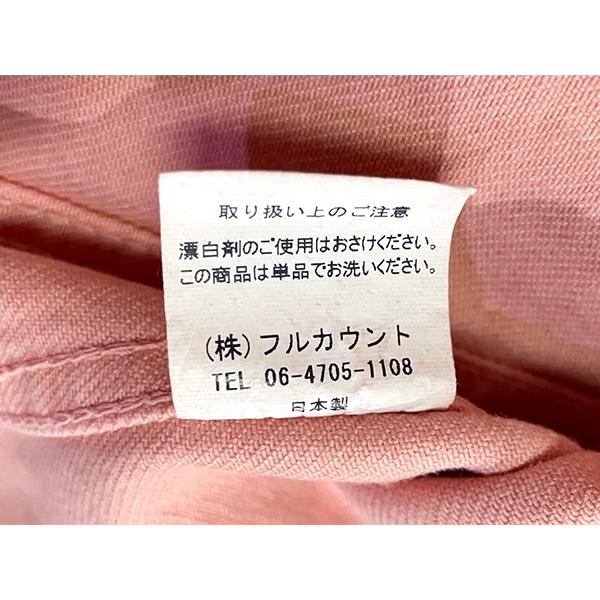 取り扱い上のご注意
漂白剤のご使用はおさけください。
この商品は単品でお洗いください。
(株)フルカウント
TEL 06-4705-1108
日本製